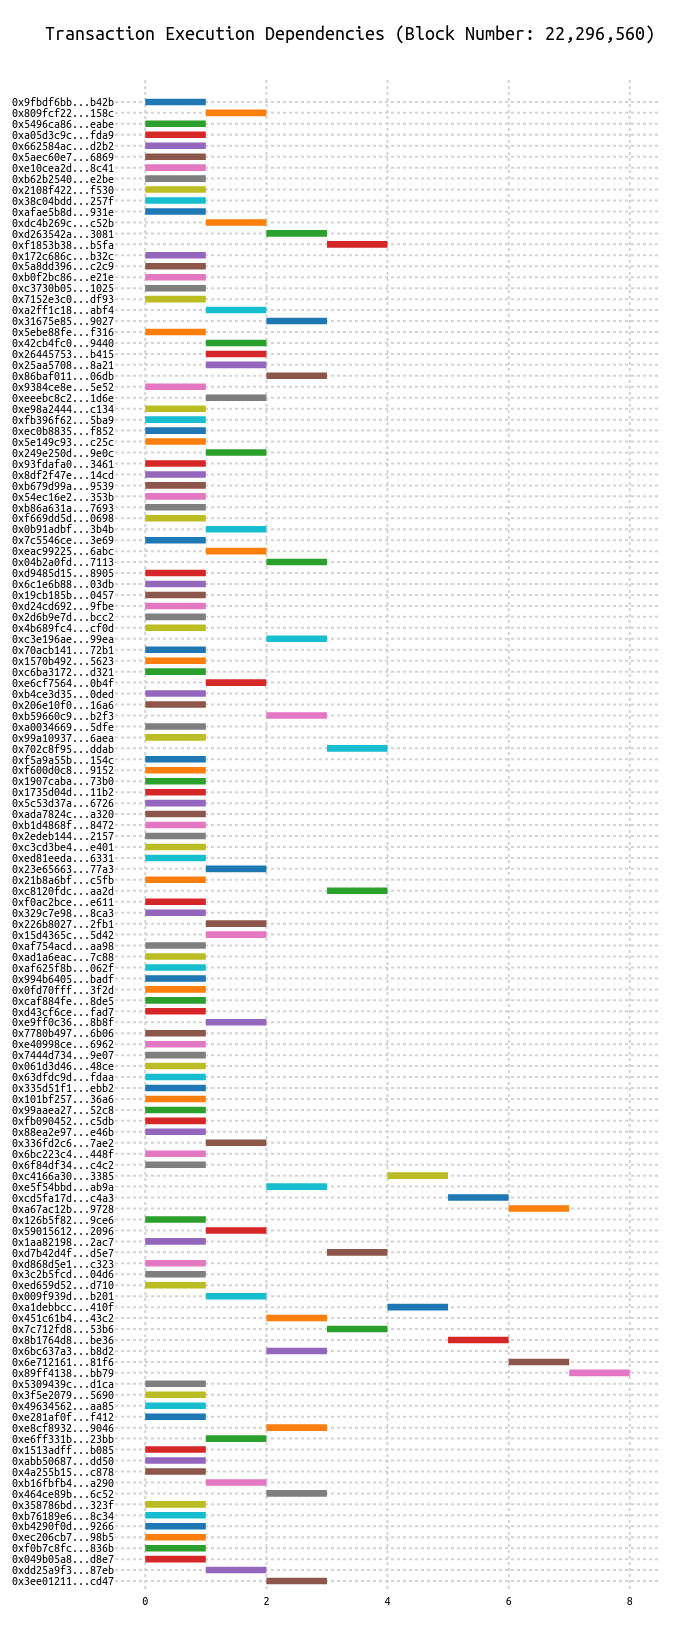 Transaction Execution Dependencies (Block Number: 22,296,560)
0x9fbdf6bb...b42b
0x809fcf22...158c
0x5496ca86...eabe
0xa05d3c9c...fda9
0x662584ac...d2b2
0x5aec60e7...6869
0xe10cea2d...8c41
0xb62b2540...e2be
0x2108f422...f530
0x38c04bdd...257f
0xafae5b8d...931e
0xdc4b269c...c52b
0xd263542a...3081
0xf1853b38...b5fa
0x172c686c...b32c
0x5a8dd396...c2c9
0xb0f2bc86...e21e
0xc3730b05...1025
0x7152e3c0...df93
0xa2ff1c18...abf4
0x31675e85...9027
0x5ebe88fe...f316
0x42cb4fc0...9440
0x26445753...b415
0x25aa5708...8a21
0x86baf011...06db
0x9384ce8e...5e52
0xeeebc8c2...1d6e
0xe98a2444...c134
0xfb396f62...5ba9
0xec0b8835...f852
0x5e149c93...c25c
0x249e250d...9e0c
0x93fdafa0...3461
0x8df2f47e...14cd
0xb679d99a...9539
0x54ec16e2...353b
0xb86a631a...7693
0xf669dd5d...0698
0x0b91adbf...3b4b
0x7c5546ce...3e69
0xeac99225...6abc
0x04b2a0fd...7113
0xd9485d15...8905
0x6c1e6b88...03db
0x19cb185b...0457
0xd24cd692...9fbe
0x2d6b9e7d...bcc2
0x4b689fc4...cf0d
0xc3e196ae...99ea
0x70acb141...72b1
0x1570b492...5623
0xc6ba3172...d321
0xe6cf7564...0b4f
0xb4ce3d35...0ded
0x206e10f0...16a6
0xb59660c9...b2f3
0xa0034669...5dfe
0x99a10937...6aea
0x702c8f95...ddab
0xf5a9a55b...154c
0xf600d0c8...9152
0x1907caba...73b0
0x1735d04d...11b2
0x5c53d37a...6726
0xada7824c...a320
0xb1d4868f...8472
0x2edeb144...2157
0xc3cd3be4...e401
0xed81eeda...6331
0x23e65663...77a3
0x21b8a6bf...c5fb
0xc8120fdc...aa2d
0xf0ac2bce...e611
0x329c7e98...8ca3
0x226b8027...2fb1
0x15d4365c...5d42
0xaf754acd...aa98
0xad1a6eac...7c88
0xaf625f8b...062f
0x994b6405...badf
0x0fd70fff...3f2d
0xcaf884fe...8de5
0xd43cf6ce...fad7
0xe9ff0c36...8b8f
0x7780b497...6b06
0xe40998ce...6962
0x7444d734...9e07
0x061d3d46...48ce
0x63dfdc9d...fdaa
0x335d51f1...ebb2
0x101bf257...36a6
0x99aaea27...52c8
0xfb090452...c5db
0x88ea2e97...e46b
0x336fd2c6...7ae2
0x6bc223c4...448f
0x6f84df34...c4c2
0xc4166a30...3385
0xe5f54bbd...ab9a
0xcd5fa17d...c4a3
0xa67ac12b...9728
0x126b5f82...9ce6
0x59015612...2096
0x1aa82198...2ac7
0xd7b42d4f...d5e7
0xd868d5e1...c323
0x3c2b5fcd...04d6
0xed659d52...d710
0x009f939d...b201
0xa1debbcc...410f
0x451c61b4...43c2
0x7c712fd8...53b6
0x8b1764d8...be36
0x6bc637a3...b8d2
0x6e712161...81f6
0x89ff4138...bb79
0x5309439c...d1ca
0x3f5e2079...5690
0x49634562...aa85
0xe281af0f...f412
0xe8cf8932...9046
0xe6ff331b...23bb
0x1513adff...b085
0xabb50687...dd50
0x4a255b15...c878
0xb16fbfb4...a290
0x464ce89b...6c52
0x358786bd...323f
0xb76189e6...8c34
0xb4290f0d...9266
0xec206cb7...98b5
0xf0b7c8fc...836b
0x049b05a8...d8e7
0xdd25a9f3...87eb
0x3ee01211...cd47
0 2 4 6 8